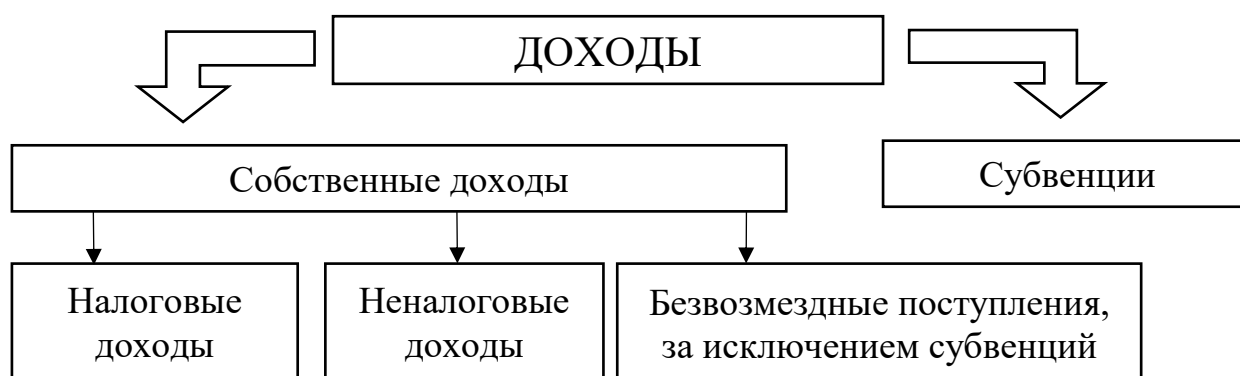 ДОХОДЫ
Собственные доходы
Субвенции
Налоговые
доходы
Неналоговые
доходы
Безвозмездные поступления,
за исключением субвенций